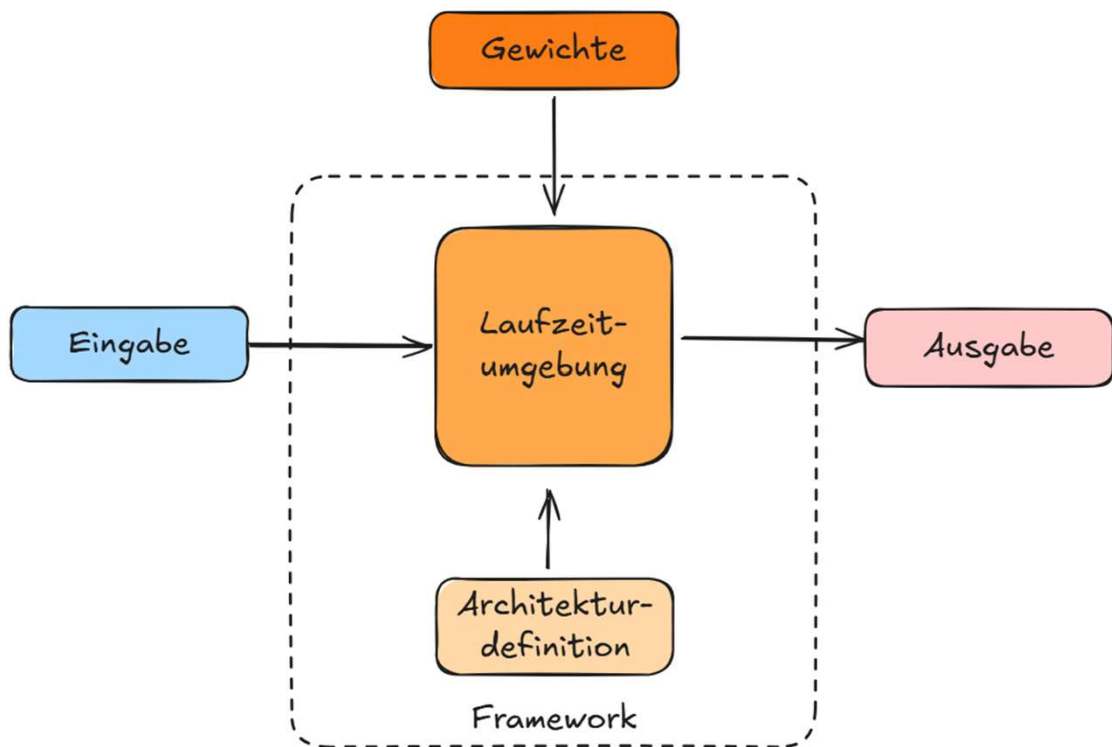 Gewichte
Eingabe
Laufzeit-
umgebung
Ausgabe
Architektur-
definition
Framework